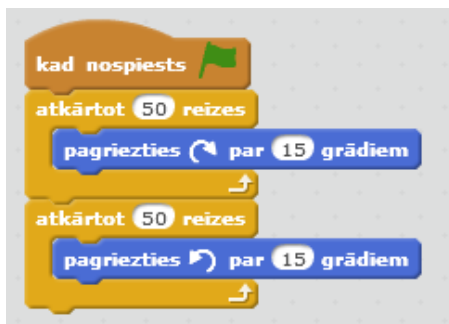 kad nospiests
atkārtot 50 reizes
pagriezties par 15 grādiem
atkārtot 50 reizes
pagriezties par 15 grādiem